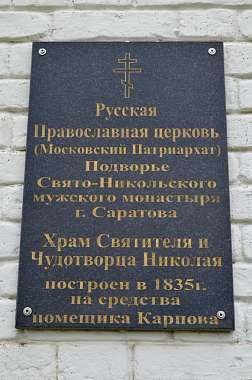 Русская
Православная церковь
(Московский Патриархат)
Подворье
Свято-Никольского
мужского монастыря
г. Саратова
Храм Святителя и
Чудотворца Николая
построен в 1835г.
на средства
помещика Карпова